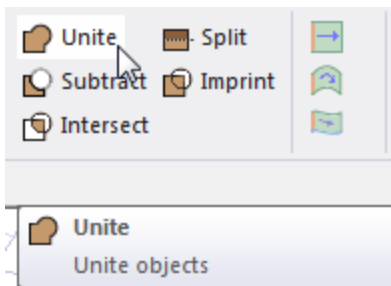 Unite Split
Subtract Imprint
Intersect
Unite
Unite objects